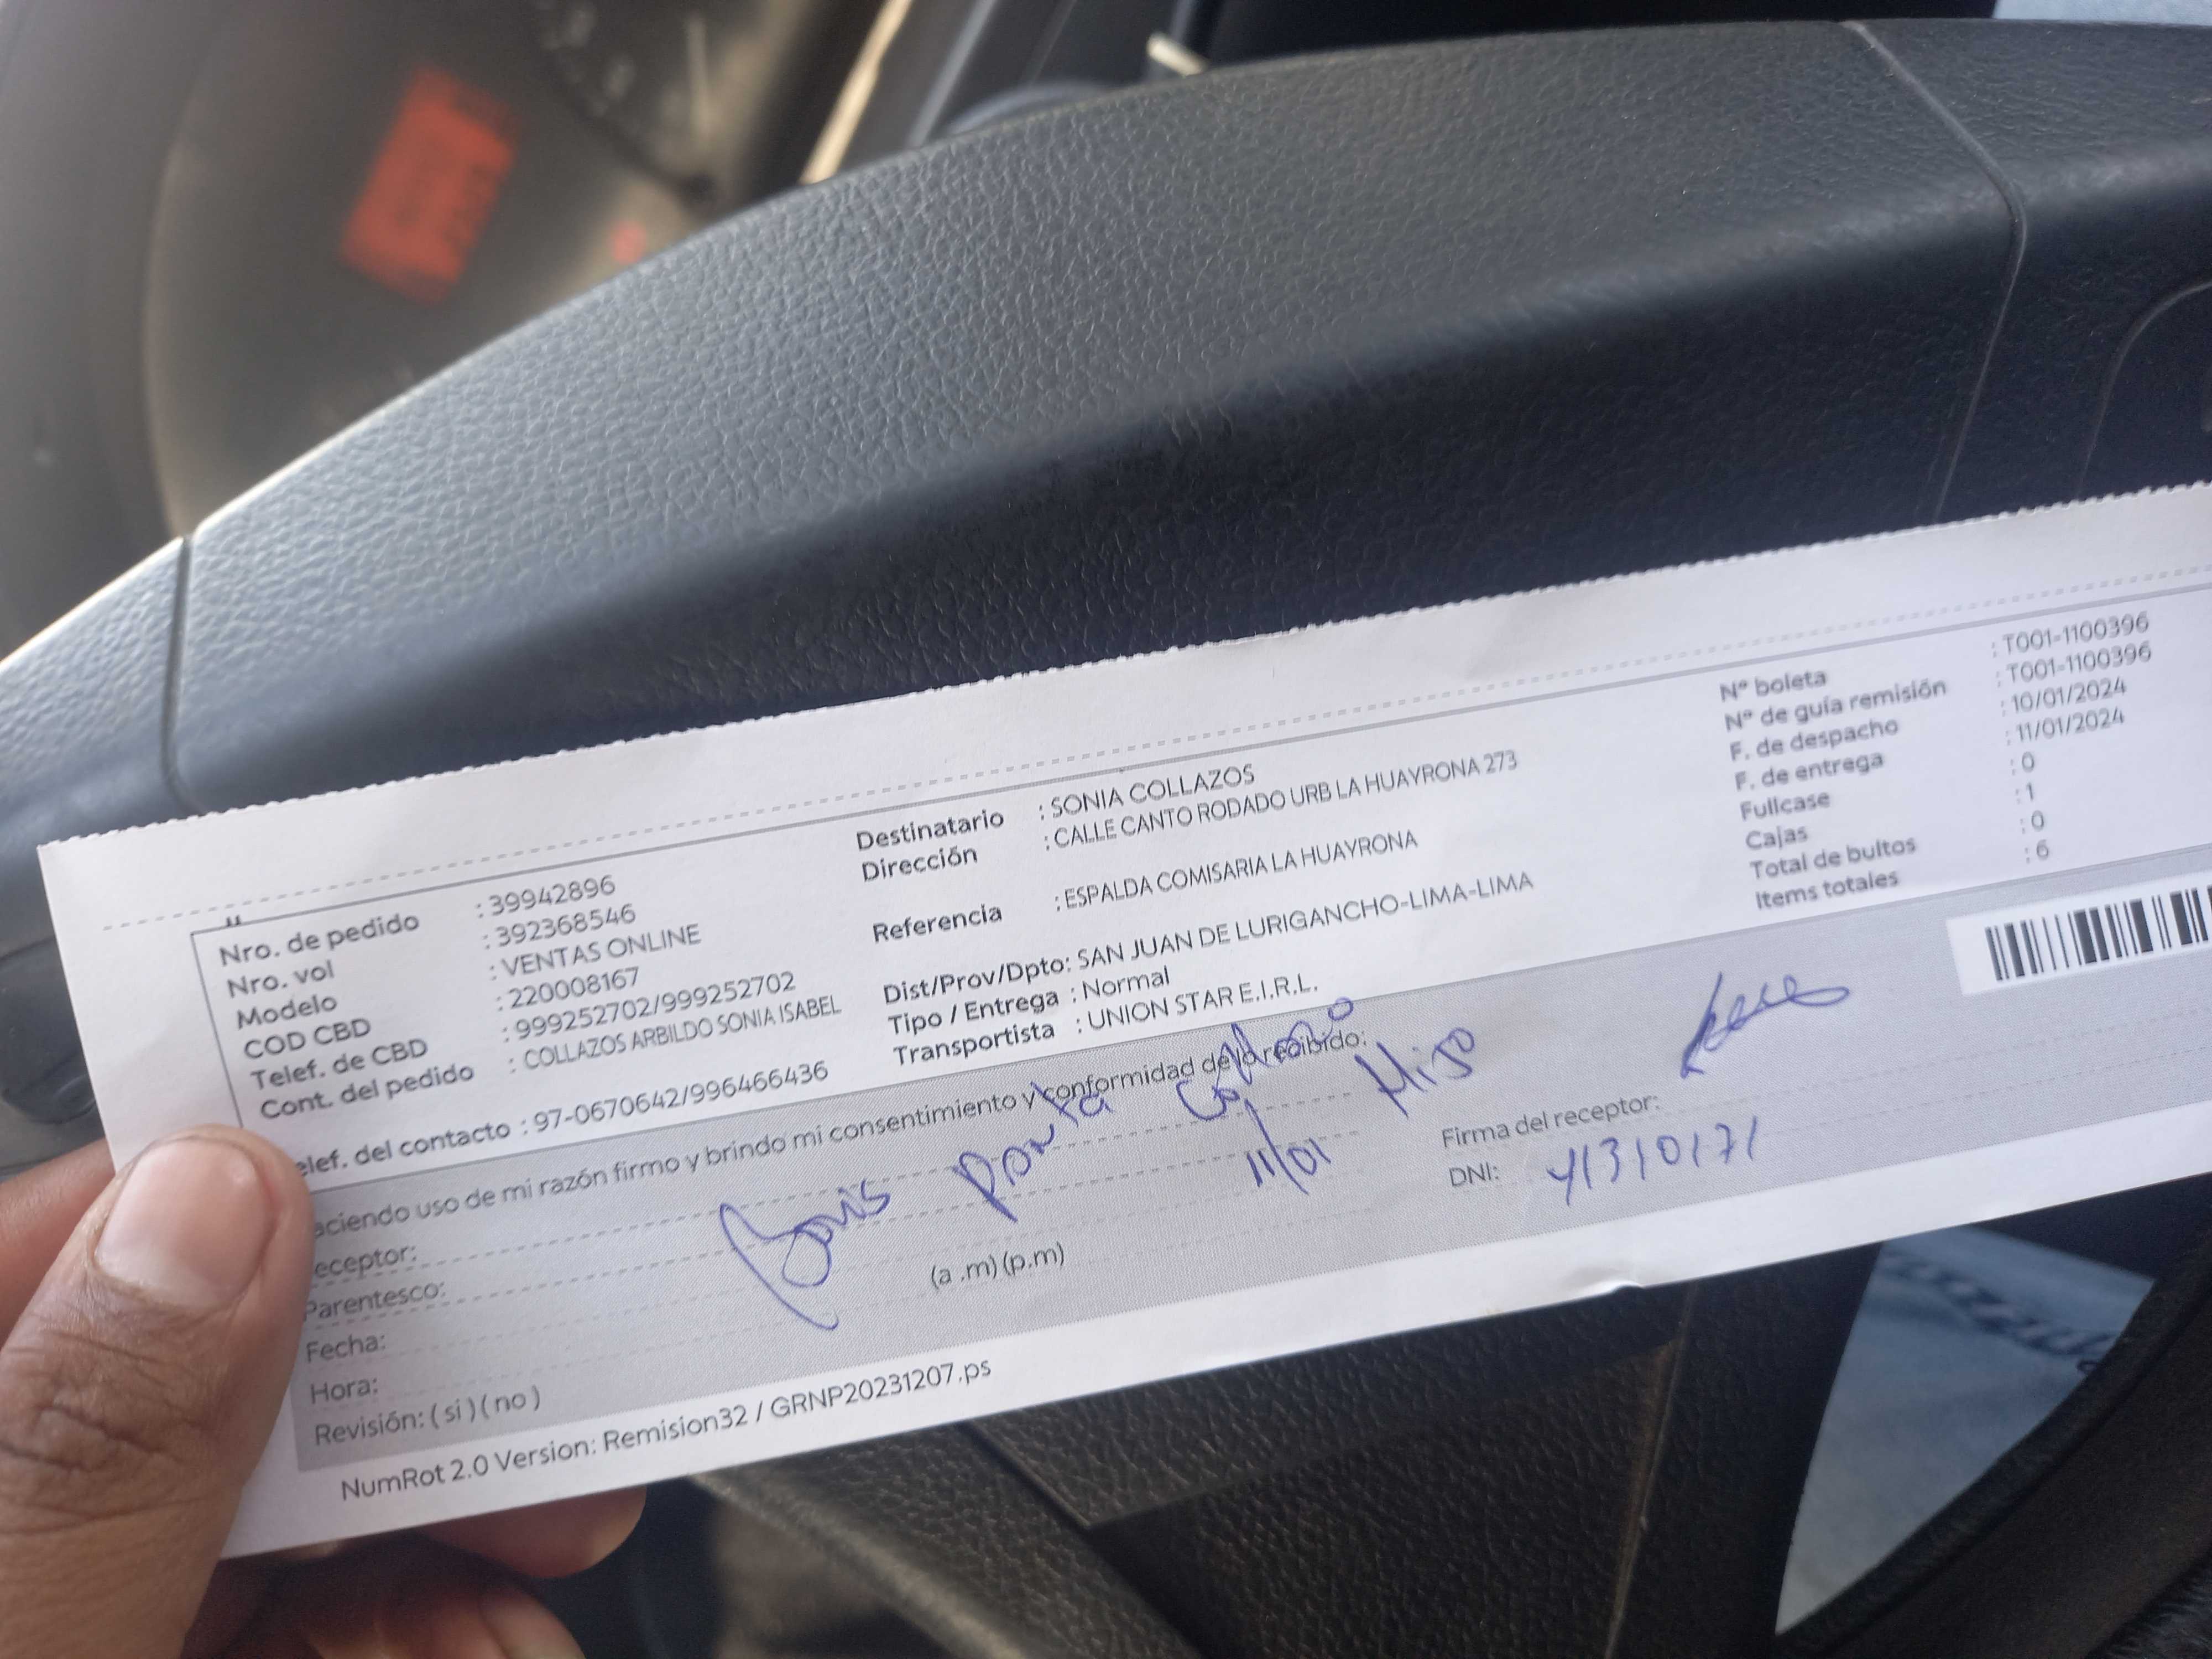 Nro. de pedido : 39942896
Nro. vol : 392368546
Modelo : VENTAS ONLINE
COD CBD : 220008167
Telef. de CBD : 999252702/999252702
Cont. del pedido : COLLAZOS ARBILDO SONIA ISABEL
elef. del contacto : 97-0670642/996466436
Destinatario : SONIA COLLAZOS
Dirección : CALLE CANTO RODADO URB LA HUAYRONA 273
Referencia : ESPALDA COMISARIA LA HUAYRONA
Dist/Prov/Dpto: SAN JUAN DE LURIGANCHO-LIMA-LIMA
Tipo / Entrega : Normal
Transportista : UNION STAR E.I.R.L.
N° boleta : T001-1100396
N° de guía remisión : T001-1100396
F. de despacho : 10/01/2024
F. de entrega : 11/01/2024
Fullcase : 0
Cajas : 1
Total de bultos : 0
Items totales : 6
aciendo uso de mi razón firmo y brindo mi consentimiento y conformidad de lo recibido:
eceptor:
Parentesco: Hijo
Fecha: 11/01
Hora: (a .m) (p.m)
Revisión: ( si ) ( no )
Firma del receptor:
DNI: 41310171
NumRot 2.0 Version: Remision32 / GRNP20231207.ps